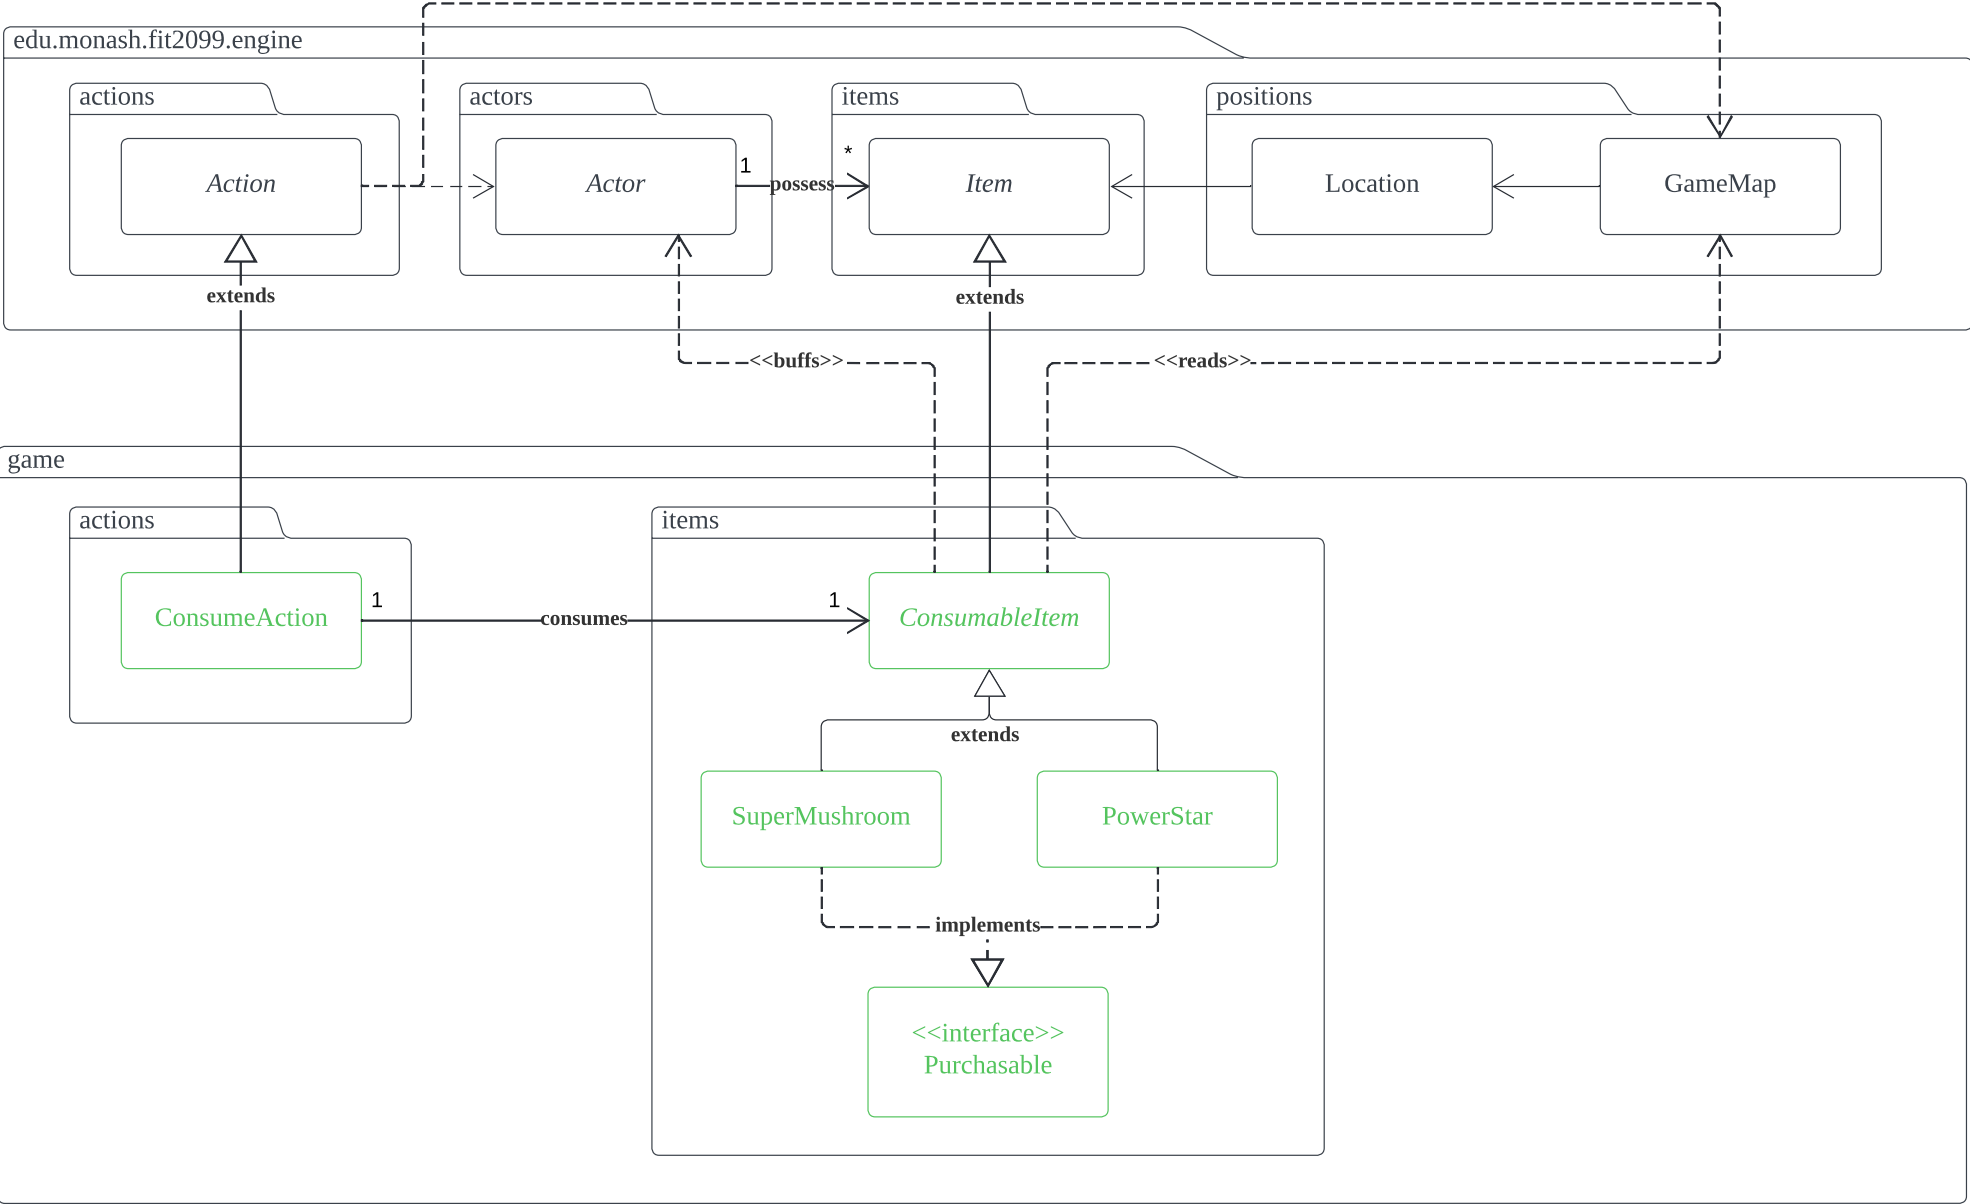 edu.monash.fit2099.engine
actions
actors
items
positions
Action
Actor
1
possess
*
Item
Location
GameMap
extends
extends
<<buffs>>
<<reads>>
game
actions
items
ConsumeAction
1
consumes
1
ConsumableItem
extends
SuperMushroom
PowerStar
implements
<<interface>>
Purchasable